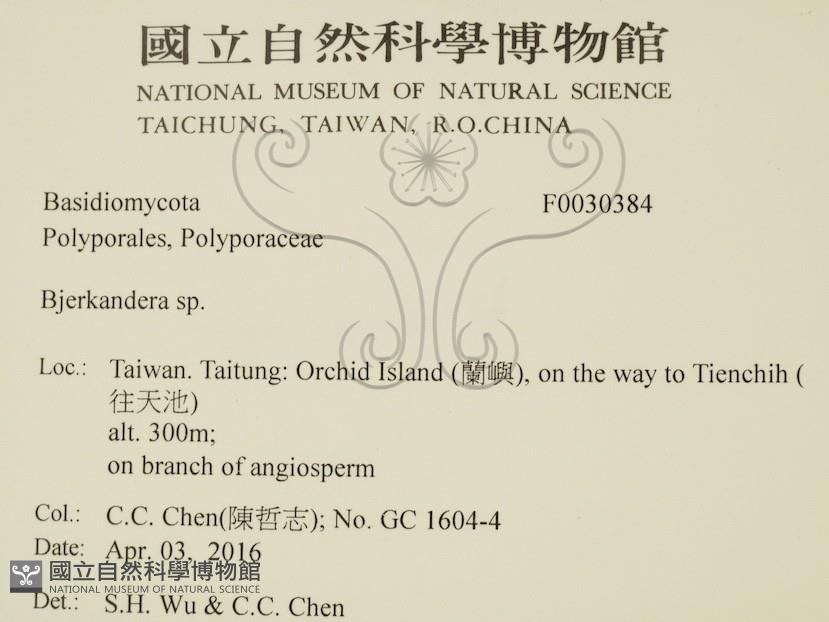 國立自然科學博物館
NATIONAL MUSEUM OF NATURAL SCIENCE
TAICHUNG, TAIWAN, R.O.CHINA
Basidiomycota F0030384
Polyporales, Polyporaceae
Bjerkandera sp.
Loc.: Taiwan. Taitung: Orchid Island (蘭嶼), on the way to Tienchih (
往天池)
alt. 300m;
on branch of angiosperm
Col.: C.C. Chen(陳哲志); No. GC 1604-4
Date: Apr. 03, 2016
國立自然科學博物館
NATIONAL MUSEUM OF NATURAL SCIENCE
Det.: S.H. Wu & C.C. Chen